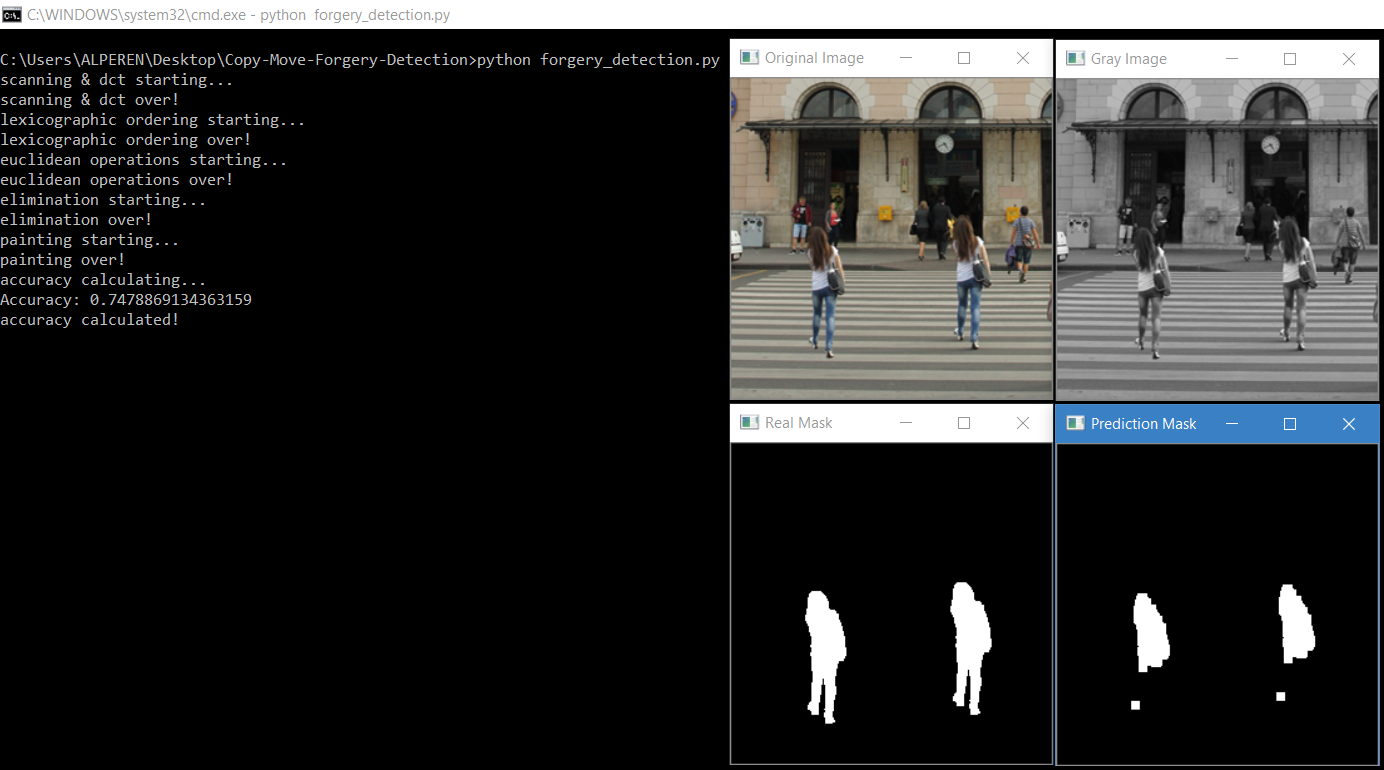 C:\WINDOWS\system32\cmd.exe - python  forgery_detection.py
C:\Users\ALPEREN\Desktop\Copy-Move-Forgery-Detection>python forgery_detection.py
scanning & dct starting...
scanning & dct over!
lexicographic ordering starting...
lexicographic ordering over!
euclidean operations starting...
euclidean operations over!
elimination starting...
elimination over!
painting starting...
painting over!
accuracy calculating...
Accuracy: 0.7478869134363159
accuracy calculated!
Original Image
Gray Image
Real Mask
Prediction Mask